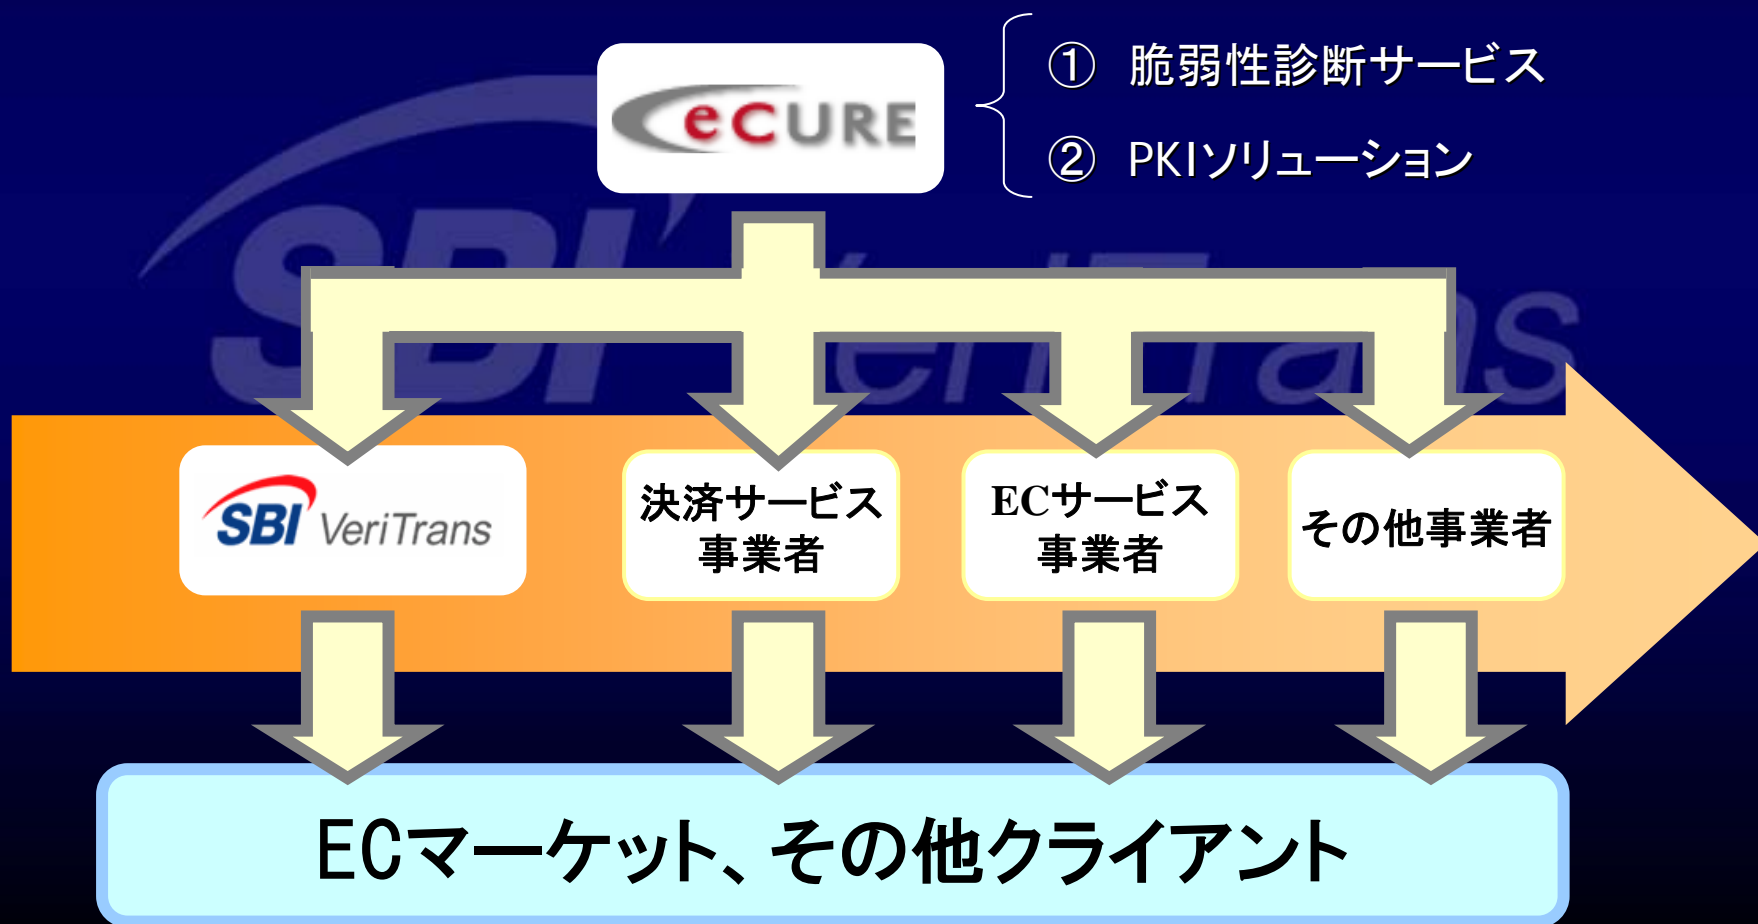 eCURE
① 脆弱性診断サービス
② PKIソリューション
SBI VeriTrans
SBI VeriTrans
決済サービス
事業者
ECサービス
事業者
その他事業者
ECマーケット、その他クライアント